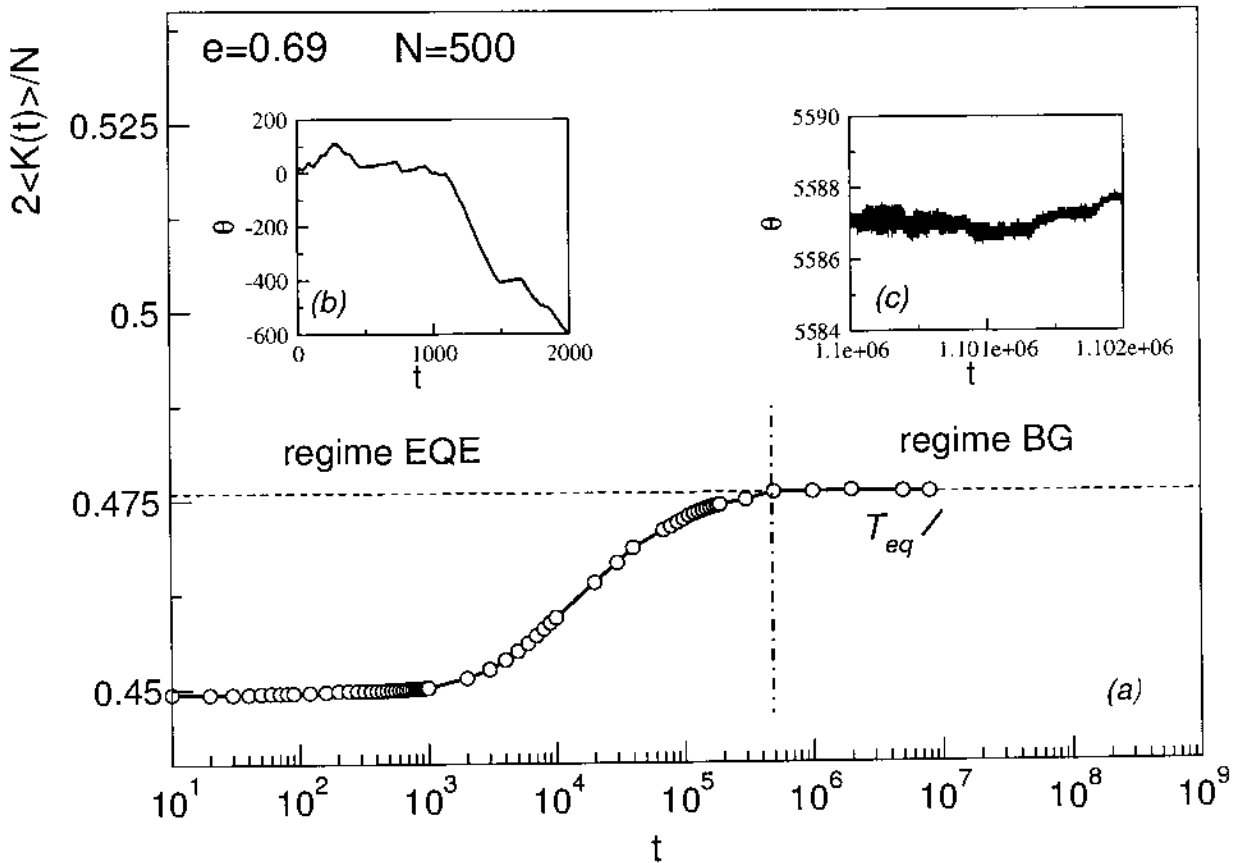 2<K(t)>/N
e=0.69 N=500
0.525
0.5
0.475
0.45
200
0
-200
-400
-600
θ
(b)
0 1000 2000
t
5590
5588
5586
5584
θ
(c)
1.1e+06 1.101e+06 1.102e+06
t
regime EQE
regime BG
T_eq
(a)
10^1 10^2 10^3 10^4 10^5 10^6 10^7 10^8 10^9
t